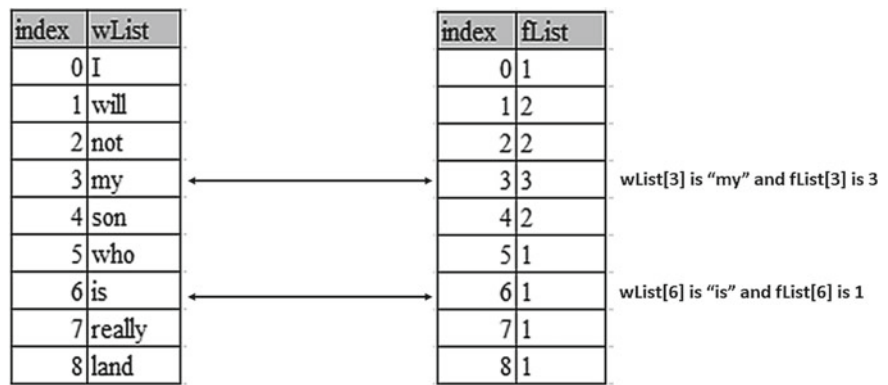 index wList index fList
0 I 0 1
1 will 1 2
2 not 2 2
3 my 3 3 wList[3] is “my” and fList[3] is 3
4 son 4 2
5 who 5 1
6 is 6 1 wList[6] is “is” and fList[6] is 1
7 really 7 1
8 land 8 1